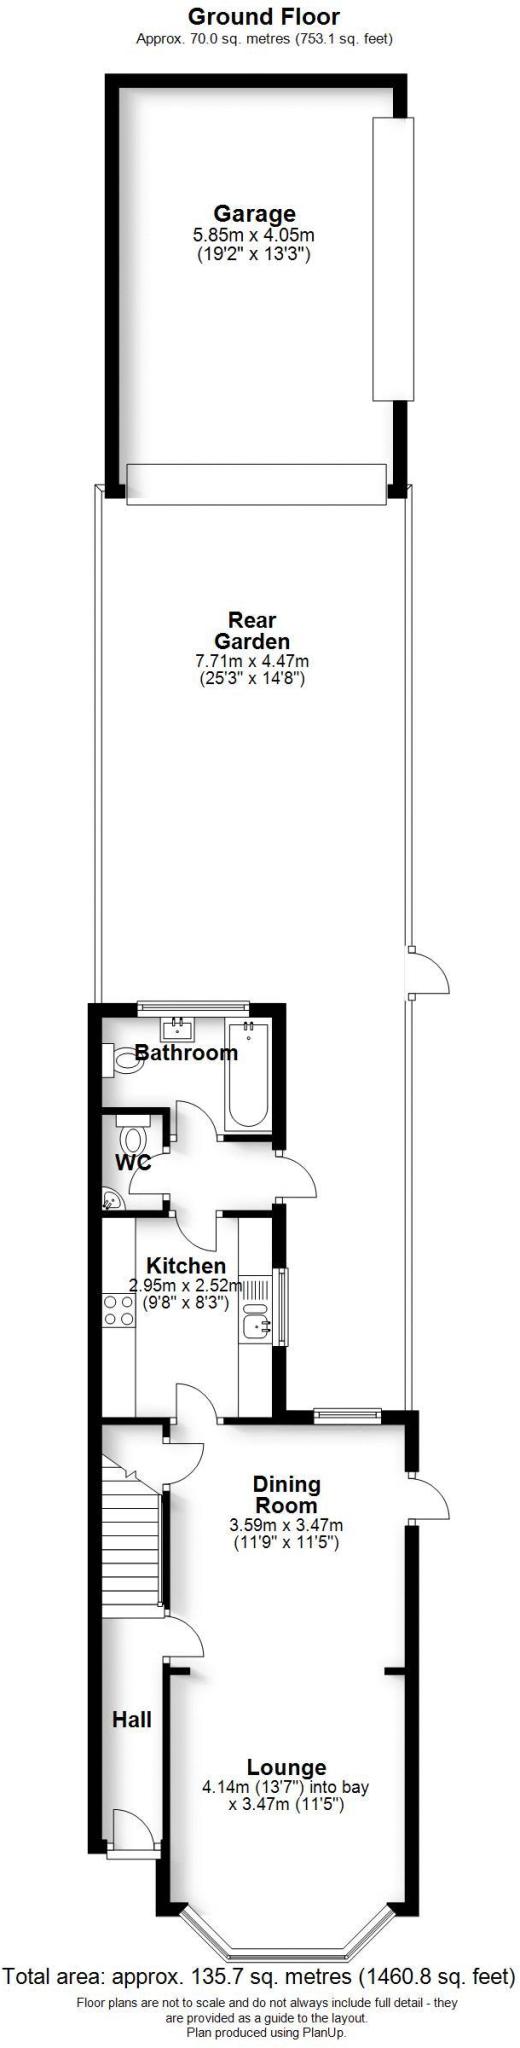 Ground Floor
Approx. 70.0 sq. metres (753.1 sq. feet)
Garage
5.85m x 4.05m
(19'2" x 13'3")
Rear
Garden
7.71m x 4.47m
(25'3" x 14'8")
Bathroom
WC
Kitchen
2.95m x 2.52m
(9'8" x 8'3")
Dining
Room
3.59m x 3.47m
(11'9" x 11'5")
Hall
Lounge
4.14m (13'7") into bay
x 3.47m (11'5")
Total area: approx. 135.7 sq. metres (1460.8 sq. feet)
Floor plans are not to scale and do not always include full detail - they
are provided as a guide to the layout.
Plan produced using PlanUp.